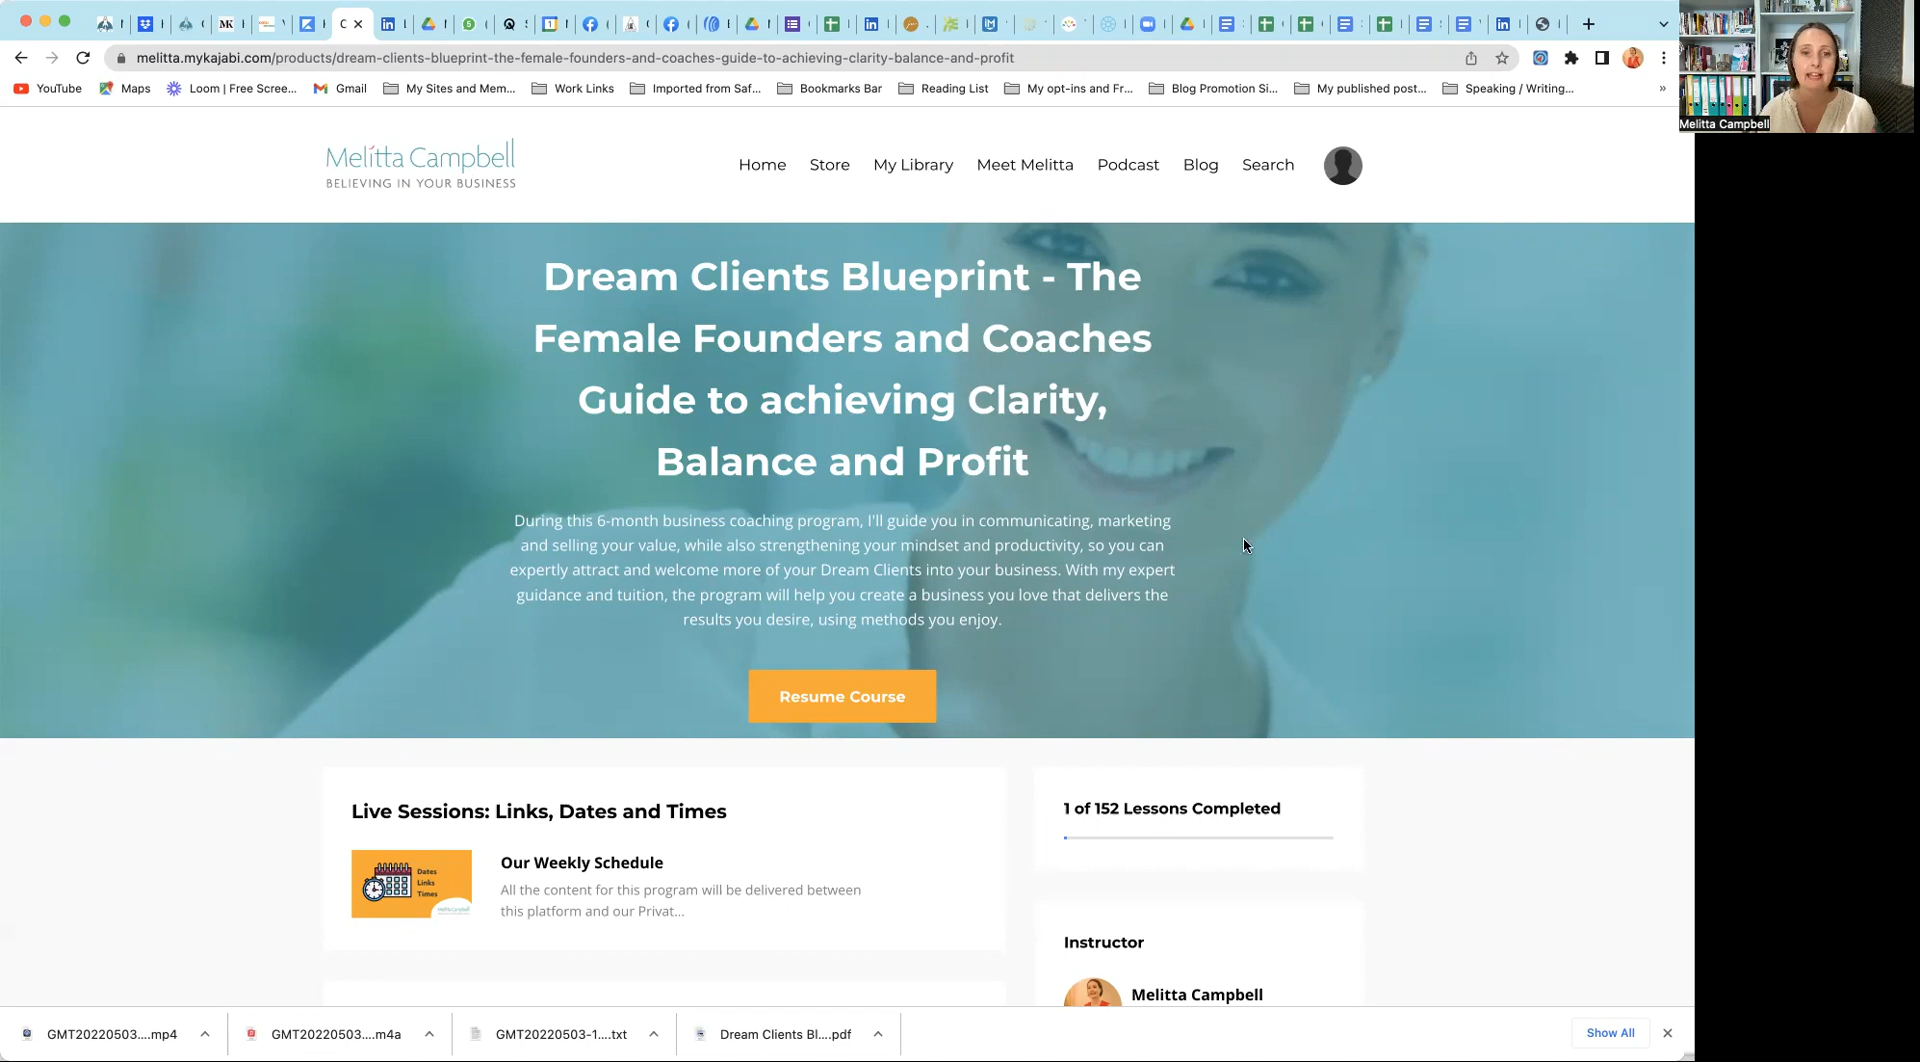 melitta.mykajabi.com/products/dream-clients-blueprint-the-female-founders-and-coaches-guide-to-achieving-clarity-balance-and-profit
YouTube Maps Loom | Free Scree... Gmail My Sites and Mem... Work Links Imported from Saf... Bookmarks Bar Reading List My opt-ins and Fr... Blog Promotion Si... My published post... Speaking / Writing... »
Melitta Campbell
Melitta Campbell
BELIEVING IN YOUR BUSINESS
Home Store My Library Meet Melitta Podcast Blog Search
Dream Clients Blueprint - The
Female Founders and Coaches
Guide to achieving Clarity,
Balance and Profit
During this 6-month business coaching program, I'll guide you in communicating, marketing
and selling your value, while also strengthening your mindset and productivity, so you can
expertly attract and welcome more of your Dream Clients into your business. With my expert
guidance and tuition, the program will help you create a business you love that delivers the
results you desire, using methods you enjoy.
Resume Course
Live Sessions: Links, Dates and Times
Dates
Links
Times
Our Weekly Schedule
All the content for this program will be delivered between
this platform and our Privat...
1 of 152 Lessons Completed
Instructor
Melitta Campbell
GMT20220503....mp4 GMT20220503....m4a GMT20220503-1....txt Dream Clients Bl....pdf Show All